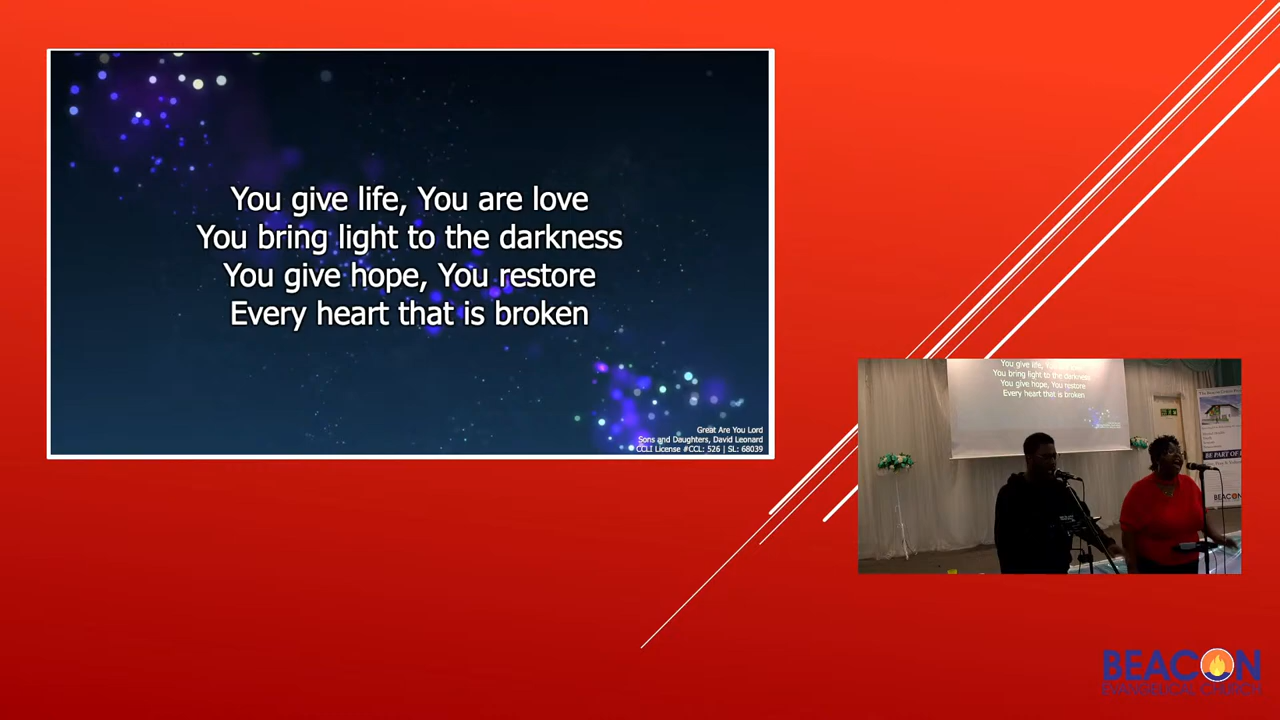 You give life, You are love
You bring light to the darkness
You give hope, You restore
Every heart that is broken
Great Are You Lord
Sons and Daughters, David Leonard
CCLI License #CCL: 526 | SL: 68039
You give life,
You bring light to the darkness
You give hope, You restore
Every heart that is broken
BE PART OF
BEACON
BEACON
EVANGELICAL CHURCH